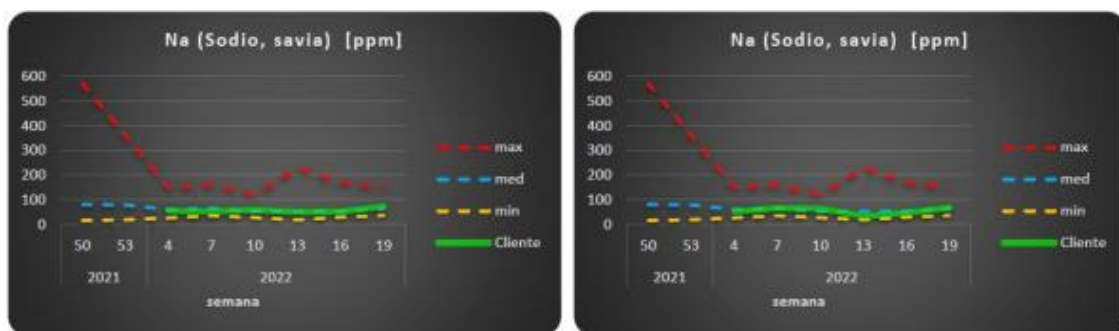 Na (Sodio, savia) [ppm]
600
500
400
300
200
100
0
50 53 4 7 10 13 16 19
2021 2022
semana
max
med
min
Cliente
Na (Sodio, savia) [ppm]
600
500
400
300
200
100
0
50 53 4 7 10 13 16 19
2021 2022
semana
max
med
min
Cliente